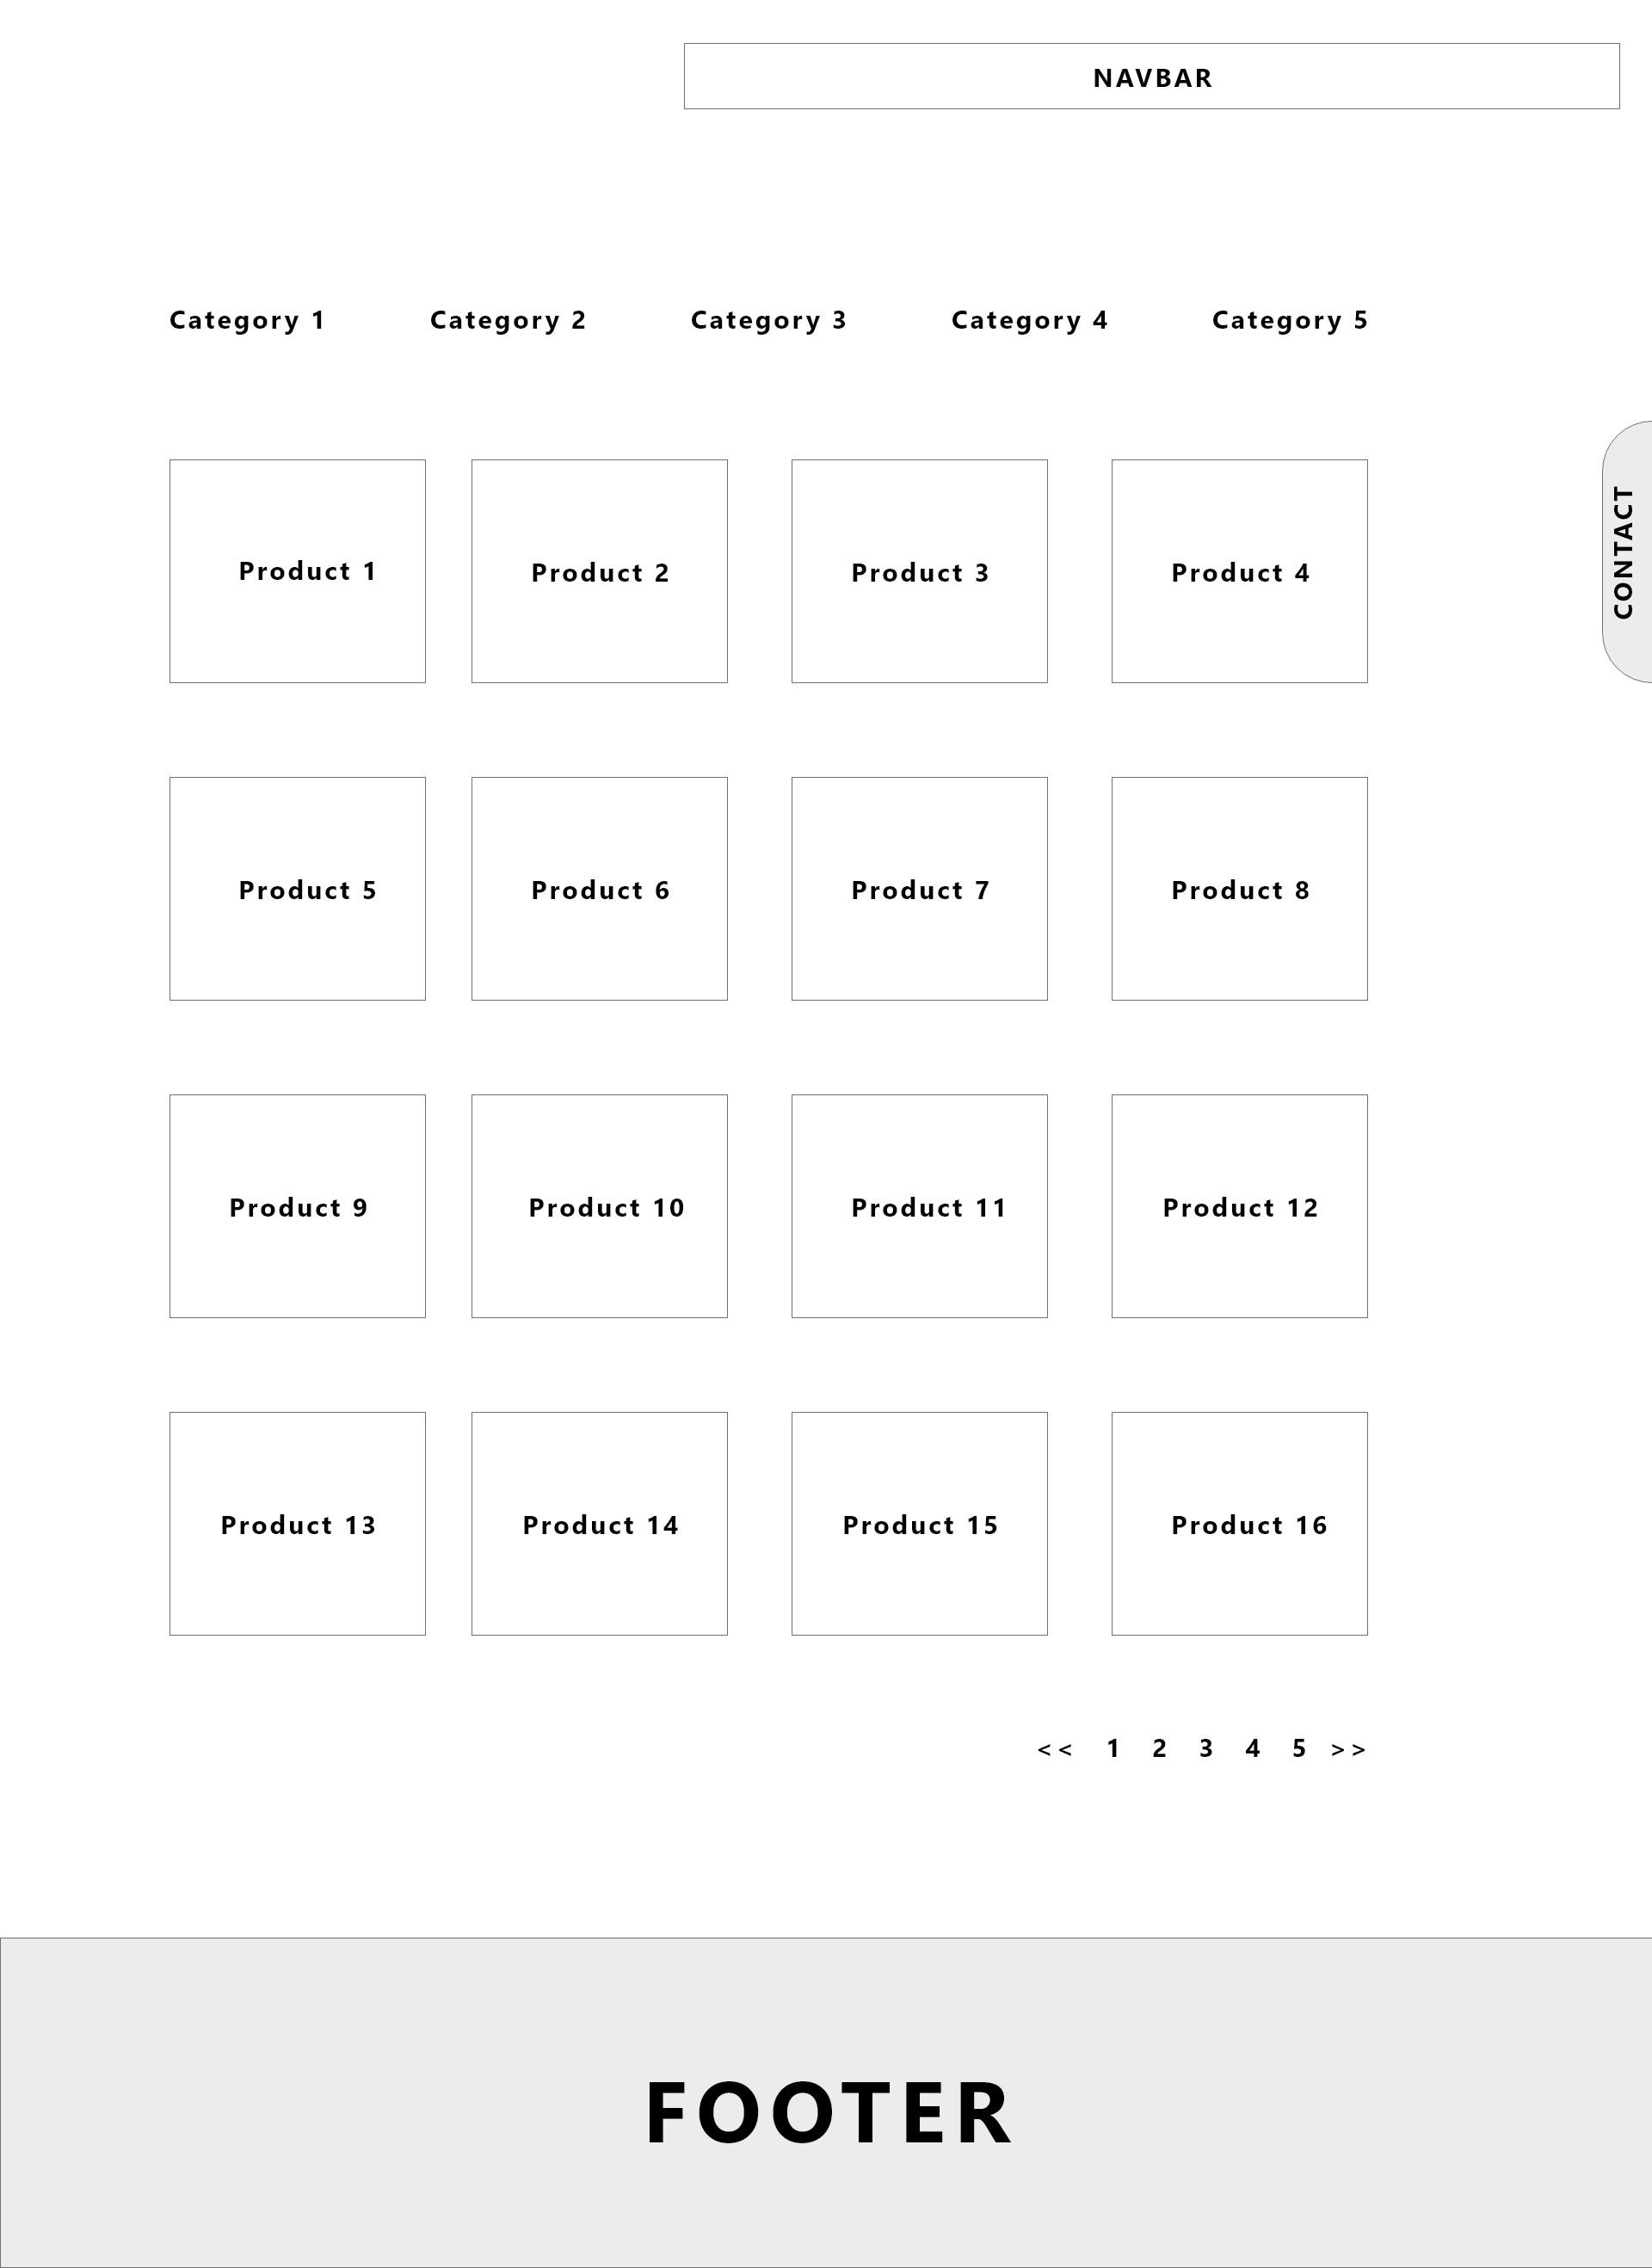 NAVBAR
Category 1 Category 2 Category 3 Category 4 Category 5
CONTACT
Product 1 Product 2 Product 3 Product 4
Product 5 Product 6 Product 7 Product 8
Product 9 Product 10 Product 11 Product 12
Product 13 Product 14 Product 15 Product 16
<< 1 2 3 4 5 >>
FOOTER